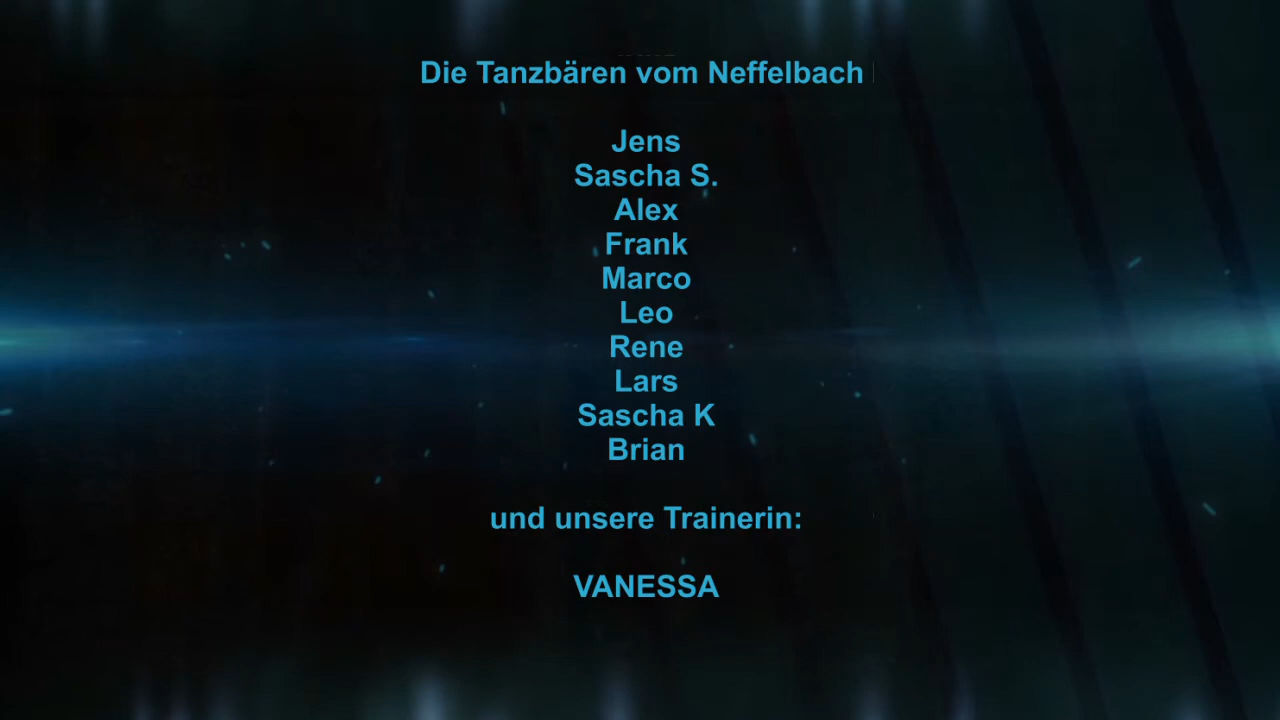 Die Tanzbären vom Neffelbach
Jens
Sascha S.
Alex
Frank
Marco
Leo
Rene
Lars
Sascha K
Brian
und unsere Trainerin:
VANESSA